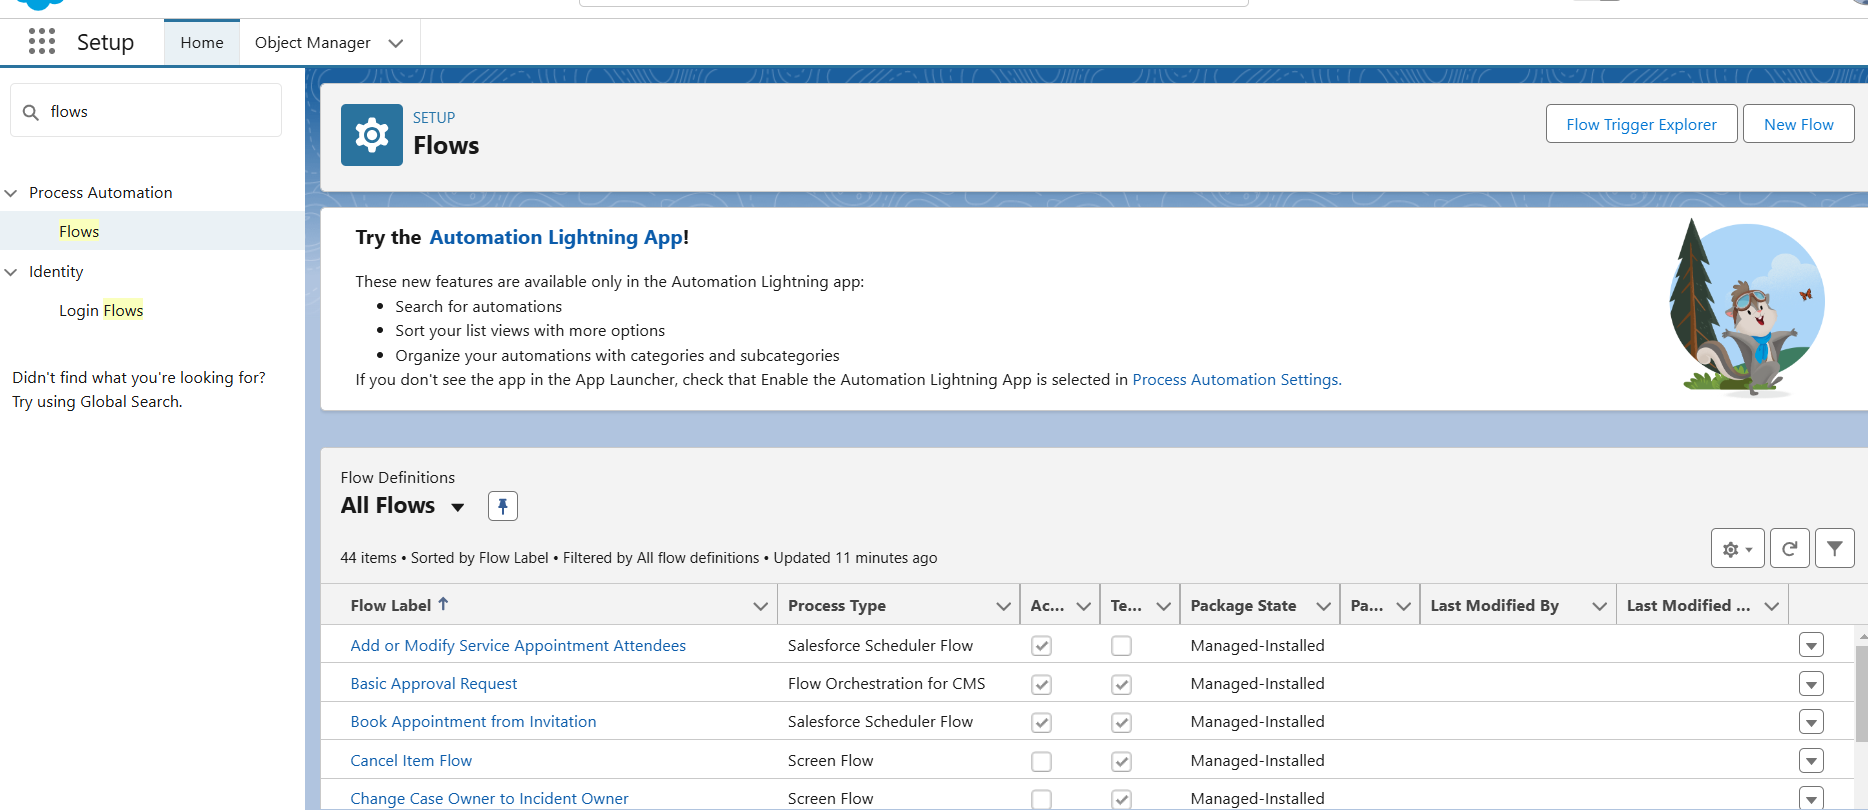 Setup
Home
Object Manager
flows
Process Automation
Flows
Identity
Login Flows
Didn't find what you're looking for?
Try using Global Search.
SETUP
Flows
Flow Trigger Explorer
New Flow
Try the Automation Lightning App!
These new features are available only in the Automation Lightning app:
• Search for automations
• Sort your list views with more options
• Organize your automations with categories and subcategories
If you don't see the app in the App Launcher, check that Enable the Automation Lightning App is selected in Process Automation Settings.
Flow Definitions
All Flows
44 items • Sorted by Flow Label • Filtered by All flow definitions • Updated 11 minutes ago
Flow Label Process Type Ac... Te... Package State Pa... Last Modified By Last Modified ...
Add or Modify Service Appointment Attendees Salesforce Scheduler Flow Managed-Installed
Basic Approval Request Flow Orchestration for CMS Managed-Installed
Book Appointment from Invitation Salesforce Scheduler Flow Managed-Installed
Cancel Item Flow Screen Flow Managed-Installed
Change Case Owner to Incident Owner Screen Flow Managed-Installed